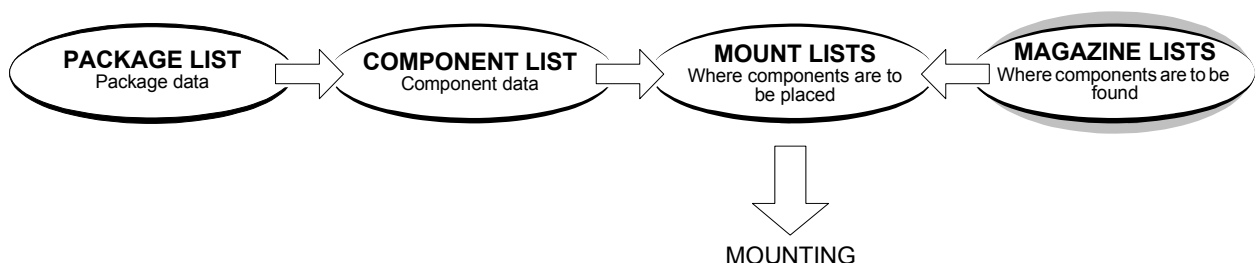 PACKAGE LIST
Package data
COMPONENT LIST
Component data
MOUNT LISTS
Where components are to
be placed
MAGAZINE LISTS
Where components are to be
found
MOUNTING